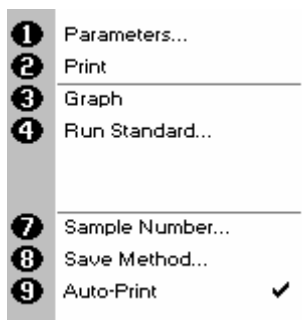 1 Parameters...
2 Print
3 Graph
4 Run Standard...
7 Sample Number...
8 Save Method...
9 Auto-Print ✔